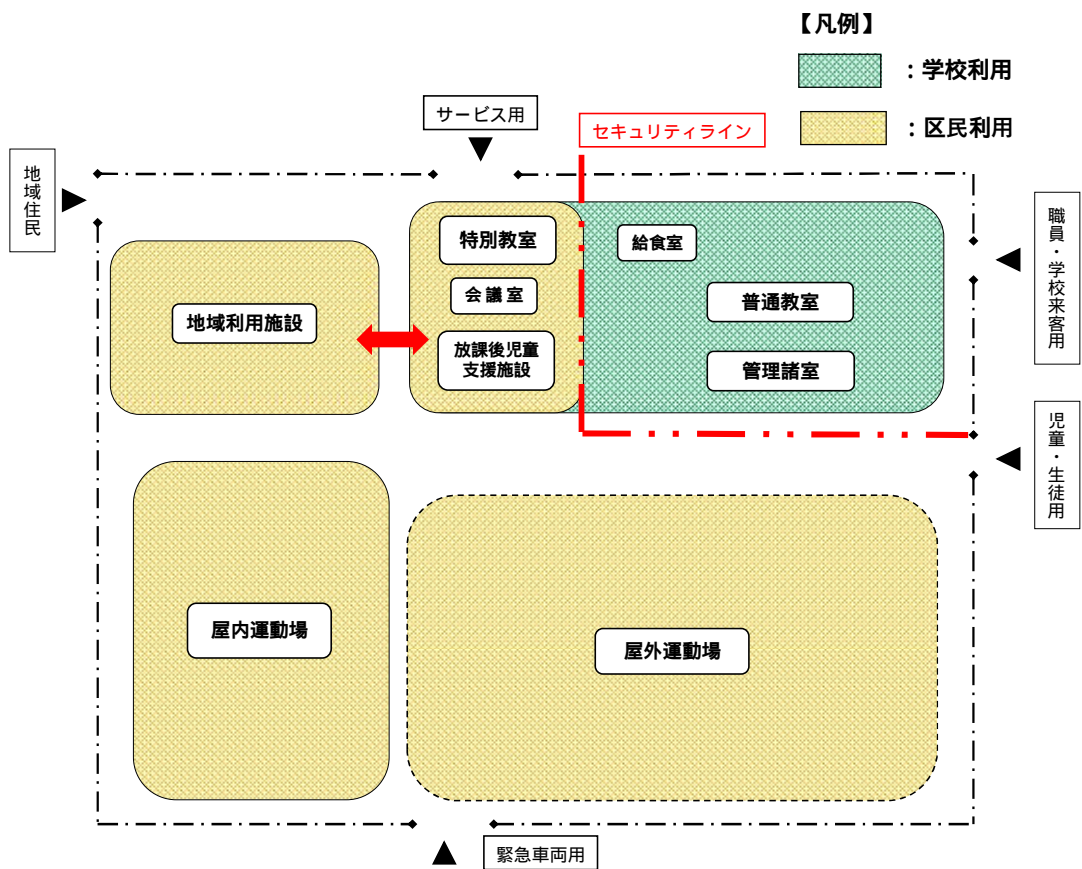 【凡例】
：学校利用
：区民利用
サービス用
セキュリティライン
地域住民
職員・学校来客用
児童・生徒用
特別教室
会議室
放課後児童
支援施設
給食室
普通教室
管理諸室
地域利用施設
屋内運動場
屋外運動場
緊急車両用